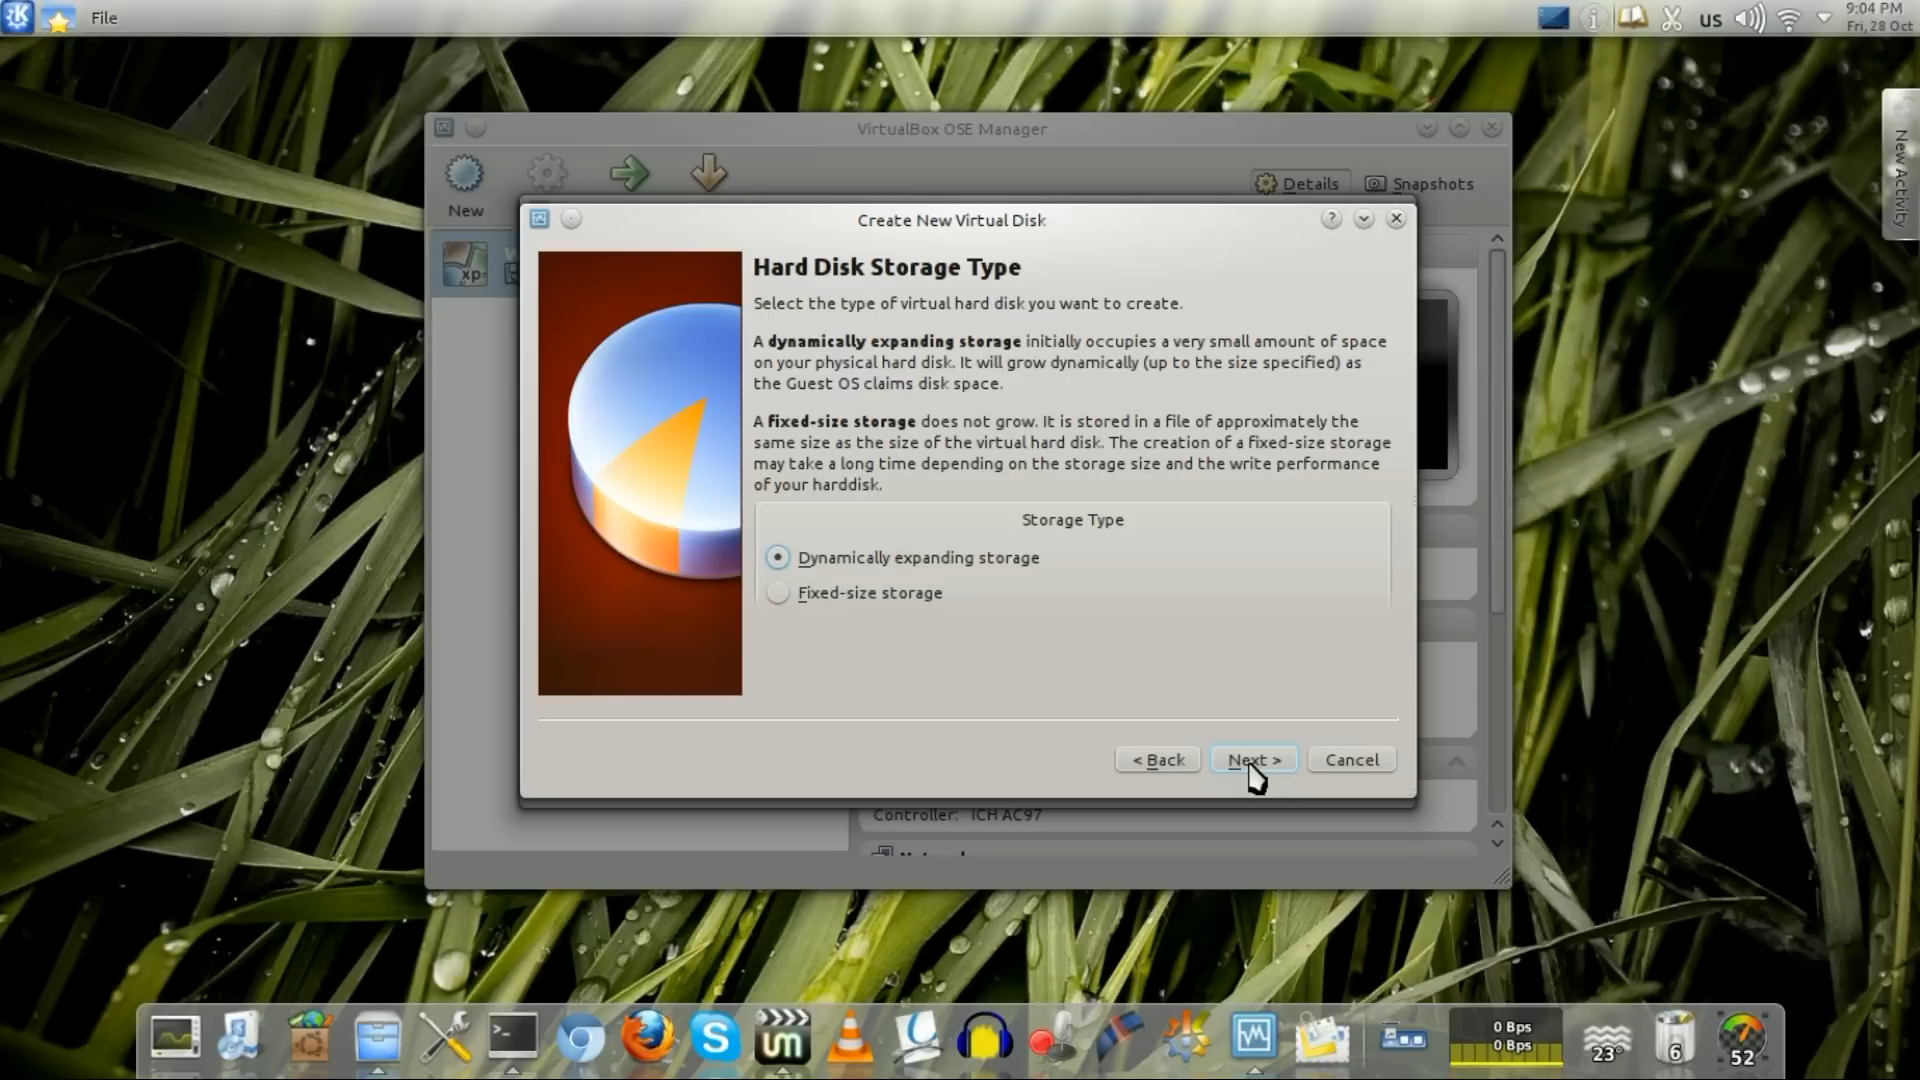 File
us
9:04 PM
Fri, 28 Oct
New Activity
VirtualBox OSE Manager
New
Details
Snapshots
xp
Create New Virtual Disk
Hard Disk Storage Type
Select the type of virtual hard disk you want to create.
A dynamically expanding storage initially occupies a very small amount of space
on your physical hard disk. It will grow dynamically (up to the size specified) as
the Guest OS claims disk space.
A fixed-size storage does not grow. It is stored in a file of approximately the
same size as the size of the virtual hard disk. The creation of a fixed-size storage
may take a long time depending on the storage size and the write performance
of your harddisk.
Storage Type
Dynamically expanding storage
Fixed-size storage
< Back
Next >
Cancel
Controller: ICH AC97
um
0 Bps
0 Bps
23°
6
52